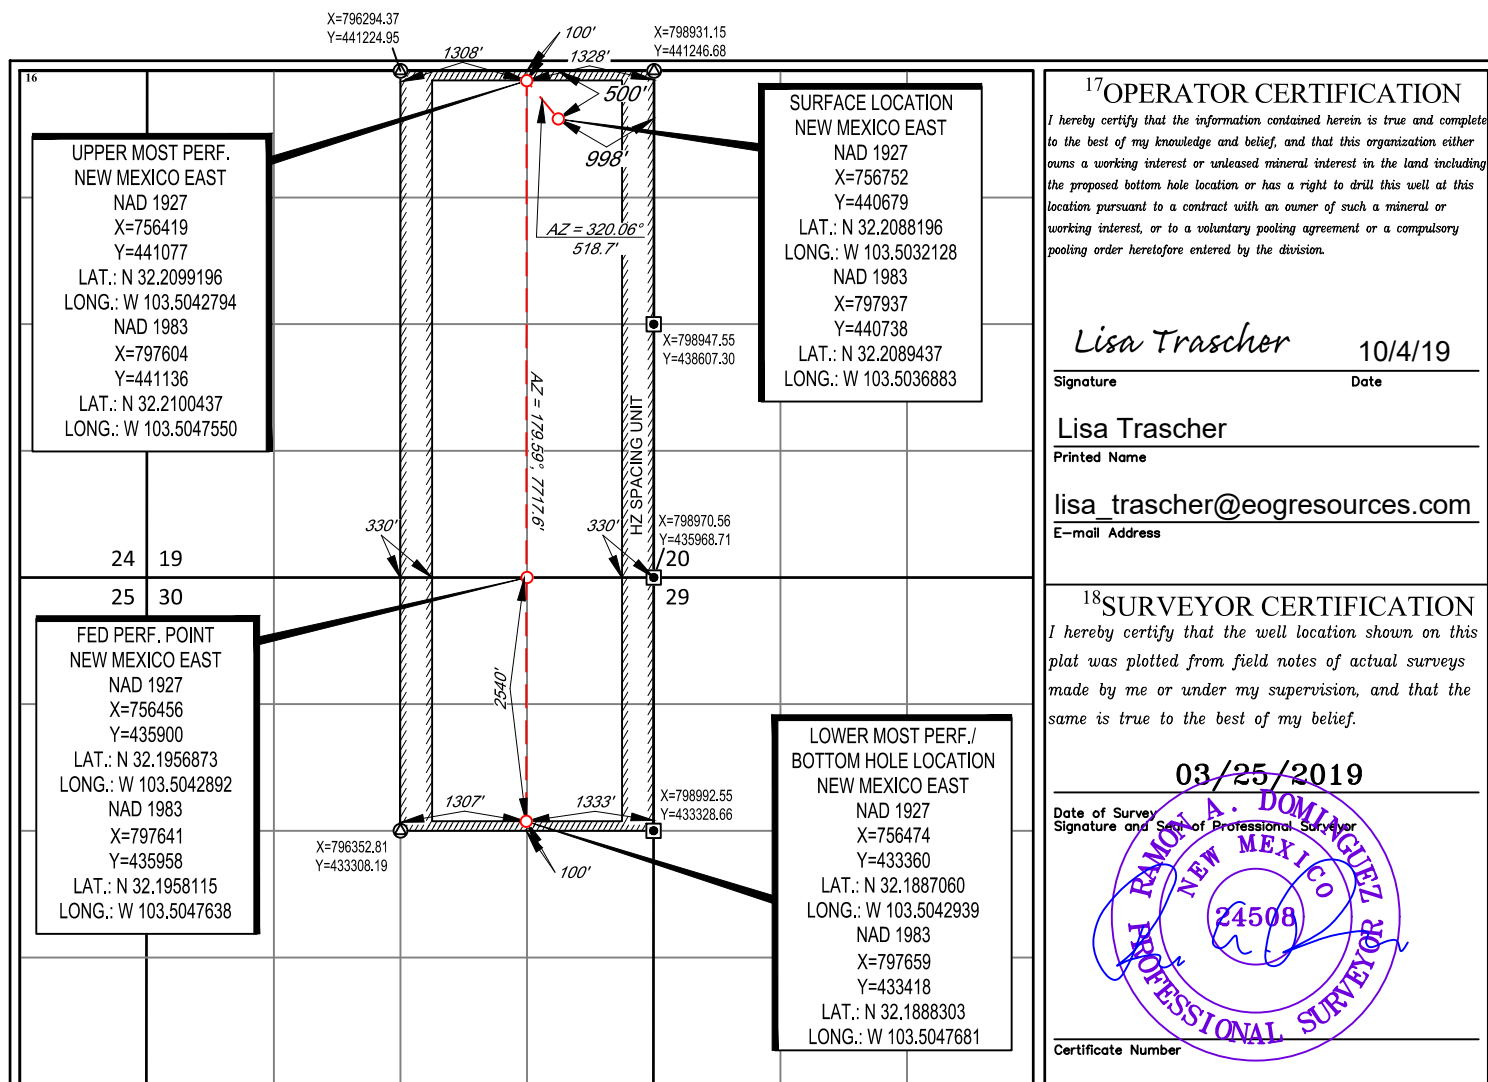 X=796294.37
Y=441224.95
100'
X=798931.15
Y=441246.68
1308'
1328'
16
500'
998'
AZ = 320.06°
518.7'
UPPER MOST PERF.
NEW MEXICO EAST
NAD 1927
X=756419
Y=441077
LAT.: N 32.2099196
LONG.: W 103.5042794
NAD 1983
X=797604
Y=441136
LAT.: N 32.2100437
LONG.: W 103.5047550
SURFACE LOCATION
NEW MEXICO EAST
NAD 1927
X=756752
Y=440679
LAT.: N 32.2088196
LONG.: W 103.5032128
NAD 1983
X=797937
Y=440738
LAT.: N 32.2089437
LONG.: W 103.5036883
X=798947.55
Y=438607.30
AZ = 179.59°, 7717.6'
HZ SPACING UNIT
330'
330'
X=798970.56
Y=435968.71
24 19
20
25 30
29
FED PERF. POINT
NEW MEXICO EAST
NAD 1927
X=756456
Y=435900
LAT.: N 32.1956873
LONG.: W 103.5042892
NAD 1983
X=797641
Y=435958
LAT.: N 32.1958115
LONG.: W 103.5047638
2540'
LOWER MOST PERF./
BOTTOM HOLE LOCATION
NEW MEXICO EAST
NAD 1927
X=756474
Y=433360
LAT.: N 32.1887060
LONG.: W 103.5042939
NAD 1983
X=797659
Y=433418
LAT.: N 32.1888303
LONG.: W 103.5047681
1307'
1333'
X=798992.55
Y=433328.66
X=796352.81
Y=433308.19
100'
17OPERATOR CERTIFICATION
I hereby certify that the information contained herein is true and complete
to the best of my knowledge and belief, and that this organization either
owns a working interest or unleased mineral interest in the land including
the proposed bottom hole location or has a right to drill this well at this
location pursuant to a contract with an owner of such a mineral or
working interest, or to a voluntary pooling agreement or a compulsory
pooling order heretofore entered by the division.
Lisa Trascher 10/4/19
Signature Date
Lisa Trascher
Printed Name
lisa_trascher@eogresources.com
E-mail Address
18SURVEYOR CERTIFICATION
I hereby certify that the well location shown on this
plat was plotted from field notes of actual surveys
made by me or under my supervision, and that the
same is true to the best of my belief.
03/25/2019
Date of Survey
Signature and Seal of Professional Surveyor
RAMON A. DOMINGUEZ
NEW MEXICO
24508
PROFESSIONAL SURVEYOR
Certificate Number